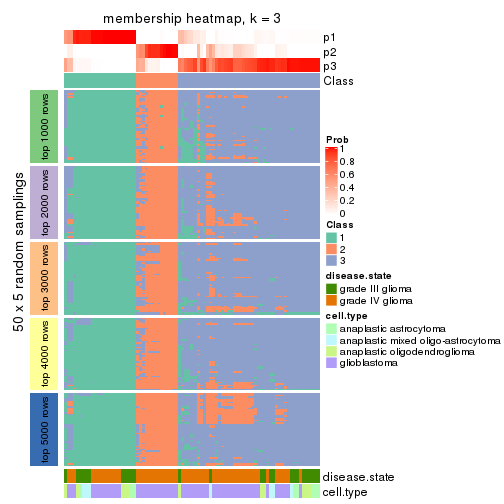 membership heatmap, k = 3
p1
p2
p3
Class
50 x 5 random samplings
top 1000 rows
top 2000 rows
top 3000 rows
top 4000 rows
top 5000 rows
Prob
1
0.8
0.6
0.4
0.2
0
Class
1
2
3
disease.state
grade III glioma
grade IV glioma
cell.type
anaplastic astrocytoma
anaplastic mixed oligo-astrocytoma
anaplastic oligodendroglioma
glioblastoma
disease.state
cell.type